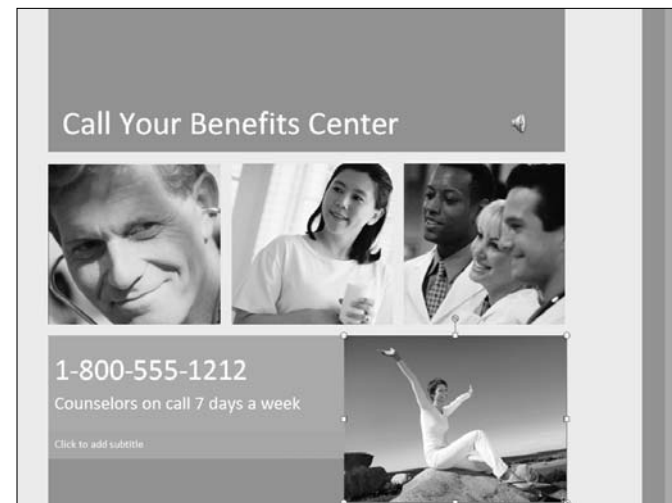 Call Your Benefits Center
1-800-555-1212
Counselors on call 7 days a week
Click to add subtitle